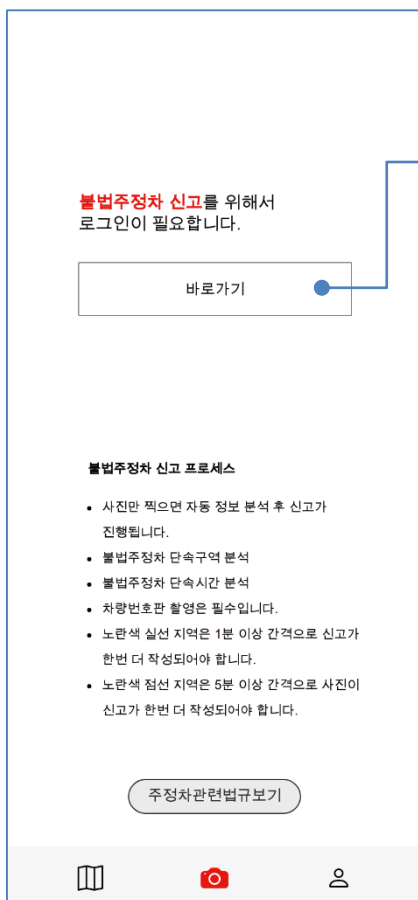 불법주정차 신고를 위해서
로그인이 필요합니다.
바로가기
불법주정차 신고 프로세스
사진만 찍으면 자동 정보 분석 후 신고가
진행됩니다.
불법주정차 단속구역 분석
불법주정차 단속시간 분석
차량번호판 촬영은 필수입니다.
노란색 실선 지역은 1분 이상 간격으로 신고가
한번 더 작성되어야 합니다.
노란색 점선 지역은 5분 이상 간격으로 사진이
신고가 한번 더 작성되어야 합니다.
주정차관련법규보기